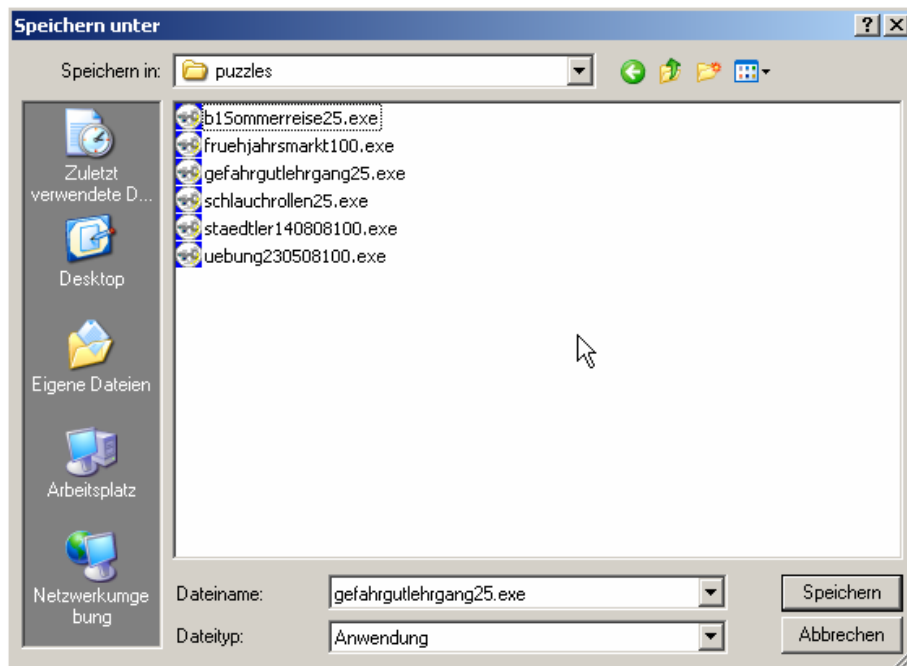 Speichern unter
Speichern in:
puzzles
Zuletzt
verwendete D...
Desktop
Eigene Dateien
Arbeitsplatz
Netzwerkumge
bung
b1Sommerreise25.exe
fruehjahrsmarkt100.exe
gefahrgutlehrgang25.exe
schlauchrollen25.exe
staedtler140808100.exe
uebung230508100.exe
Dateiname:
gefahrgutlehrgang25.exe
Speichern
Dateityp:
Anwendung
Abbrechen